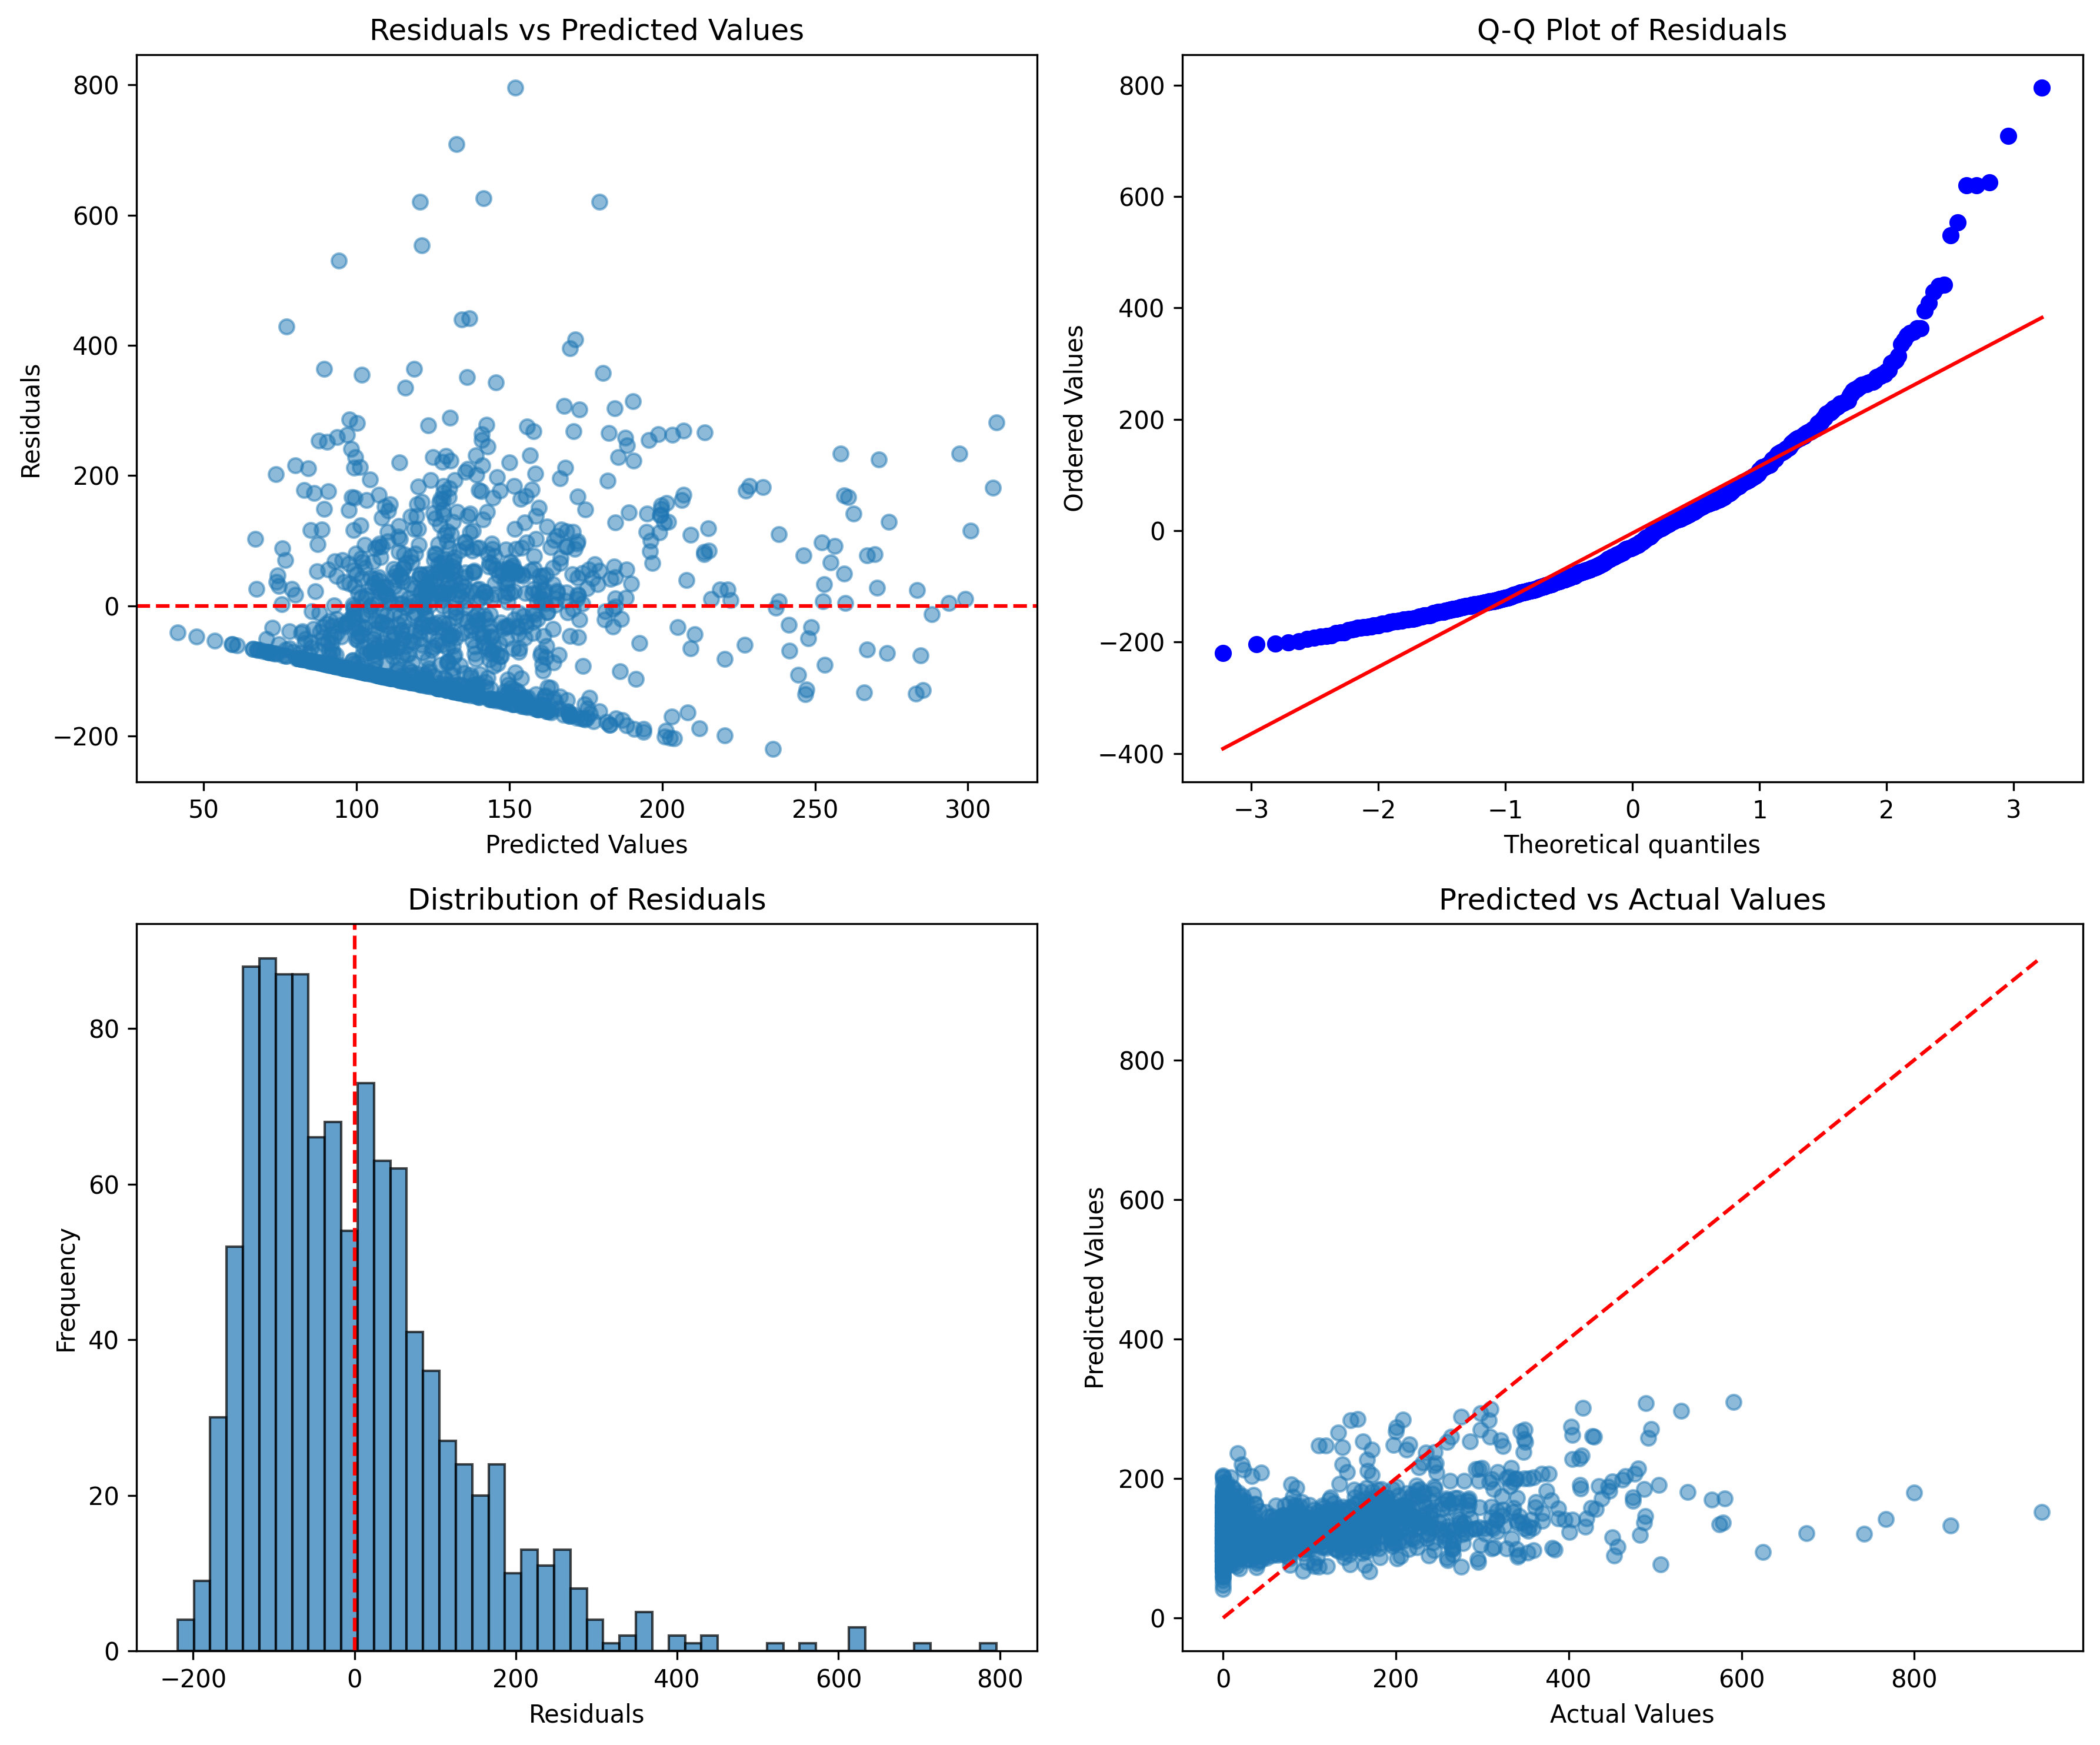 Residuals vs Predicted Values
Residuals
800
600
400
200
0
−200
50 100 150 200 250 300
Predicted Values
Q-Q Plot of Residuals
Ordered Values
800
600
400
200
0
−200
−400
−3 −2 −1 0 1 2 3
Theoretical quantiles
Distribution of Residuals
Frequency
80
60
40
20
0
−200 0 200 400 600 800
Residuals
Predicted vs Actual Values
Predicted Values
800
600
400
200
0
0 200 400 600 800
Actual Values